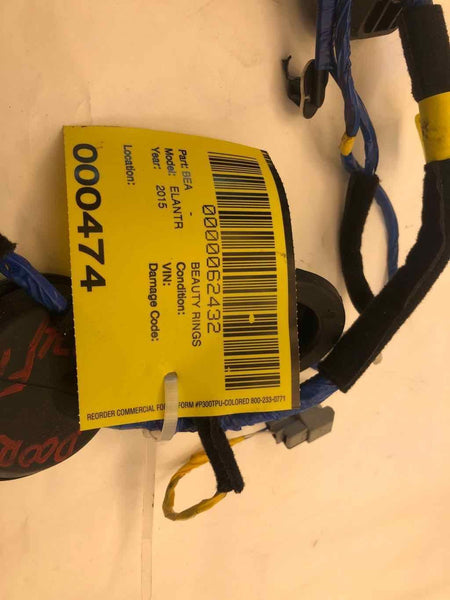 0000062432
Part: BEA - BEAUTY RINGS
Model: ELANTR Condition:
Year: 2015 VIN:
Damage Code:
Location:
000474
REORDER COMMERCIAL FORM #P300TPU-COLORED 800-233-0771
DOOR